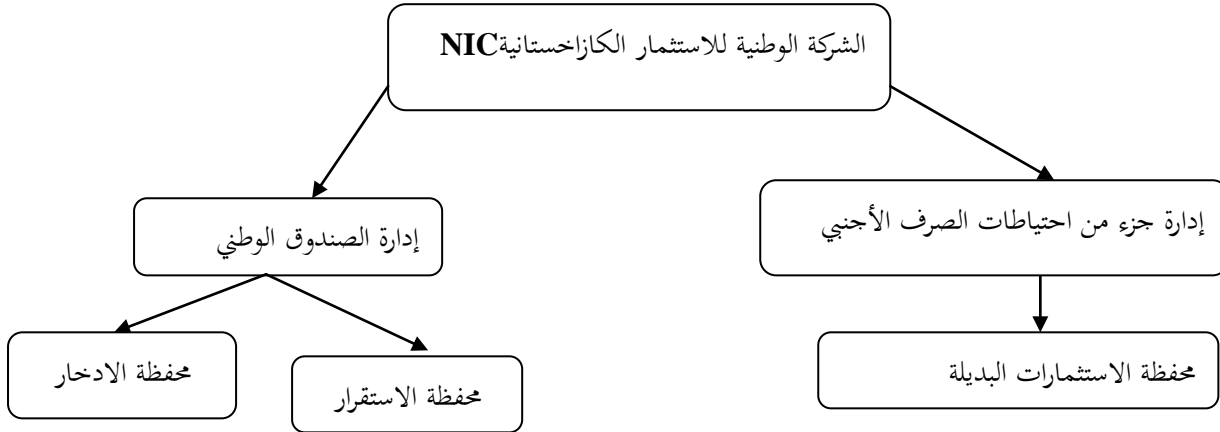 الشركة الوطنية للاستثمار الكازاخستانيةNIC
إدارة جزء من احتياطات الصرف الأجنبي
إدارة الصندوق الوطني
محفظة الاستثمارات البديلة
محفظة الاستقرار
محفظة الادخار